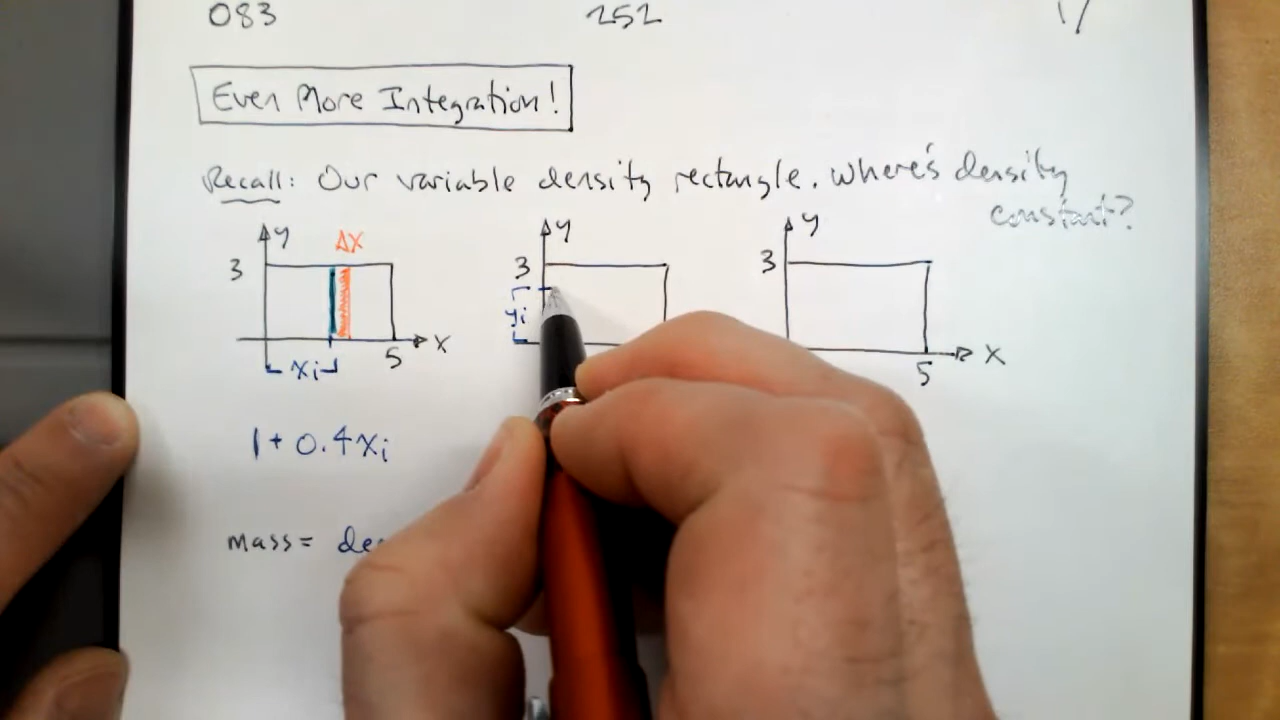 083 252 1/
Even More Integration!
Recall: Our variable density rectangle. Where's density
constant?
y Δx
3
x
5
xi
y
3
yi
y
3
x
5
1 + 0.4xi
mass =